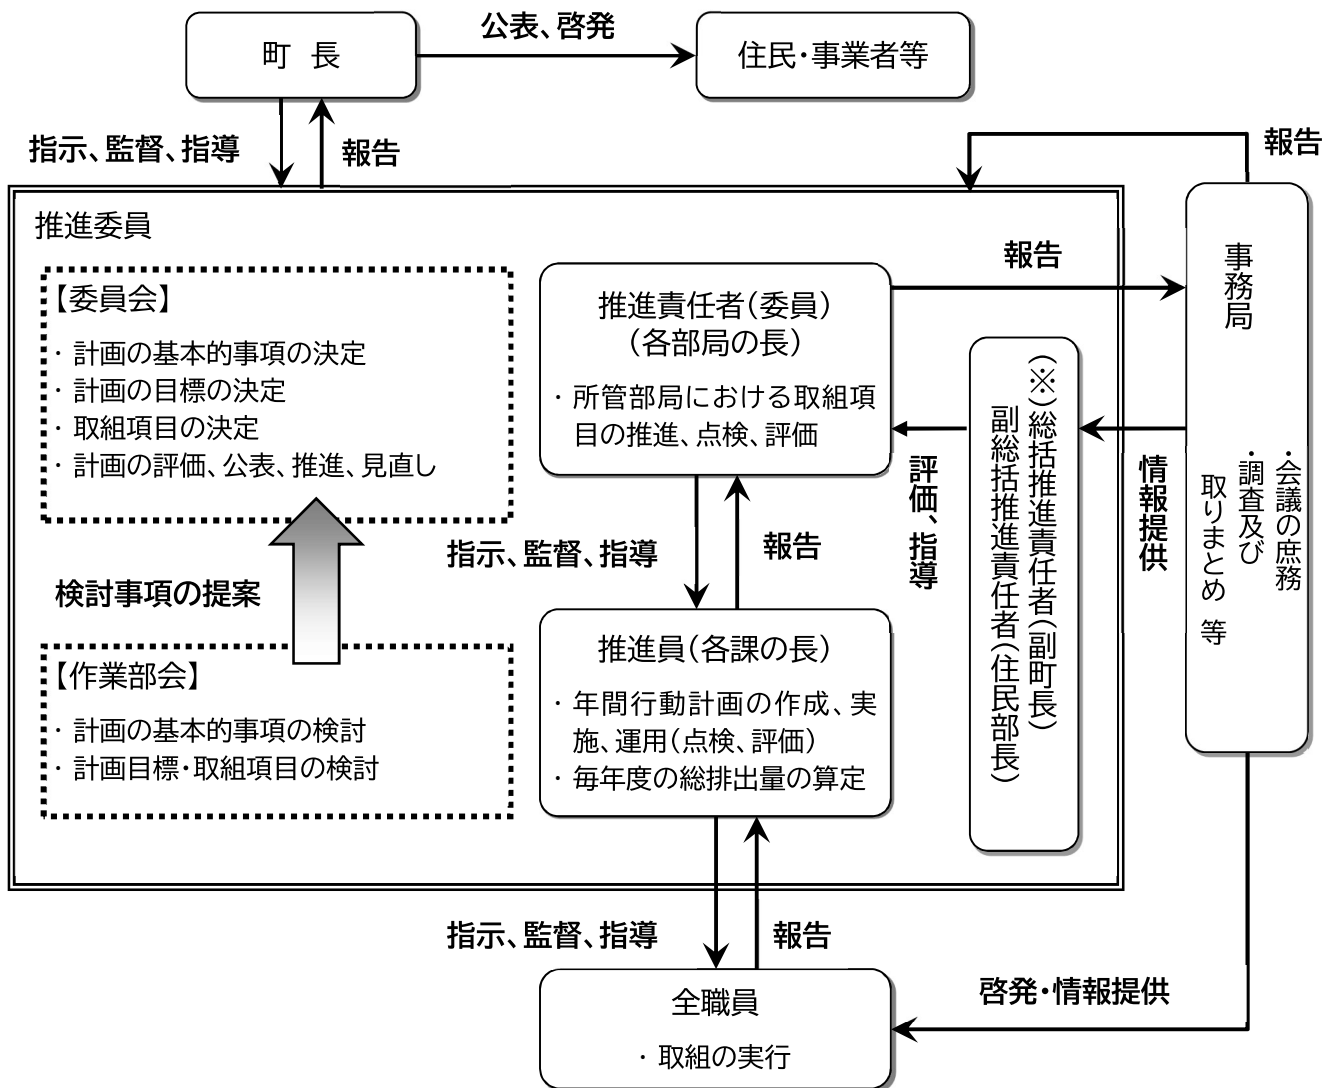 公表、啓発
町　長
住民・事業者等
指示、監督、指導
報告
報告
推進委員
【委員会】
・ 計画の基本的事項の決定
・ 計画の目標の決定
・ 取組項目の決定
・ 計画の評価、公表、推進、見直し
検討事項の提案
【作業部会】
・ 計画の基本的事項の検討
・ 計画目標・取組項目の検討
推進責任者（委員）
（各部局の長）
・ 所管部局における取組項
目の推進、点検、評価
報告
指示、監督、指導
報告
推進員（各課の長）
・ 年間行動計画の作成、実
施、運用（点検、評価）
・ 毎年度の総排出量の算定
評価、指導
（※）総括推進責任者（副町長）
副総括推進責任者（住民部長）
情報提供
事務局
・会議の庶務
・調査及び
取りまとめ 等
指示、監督、指導
報告
全職員
・ 取組の実行
啓発・情報提供